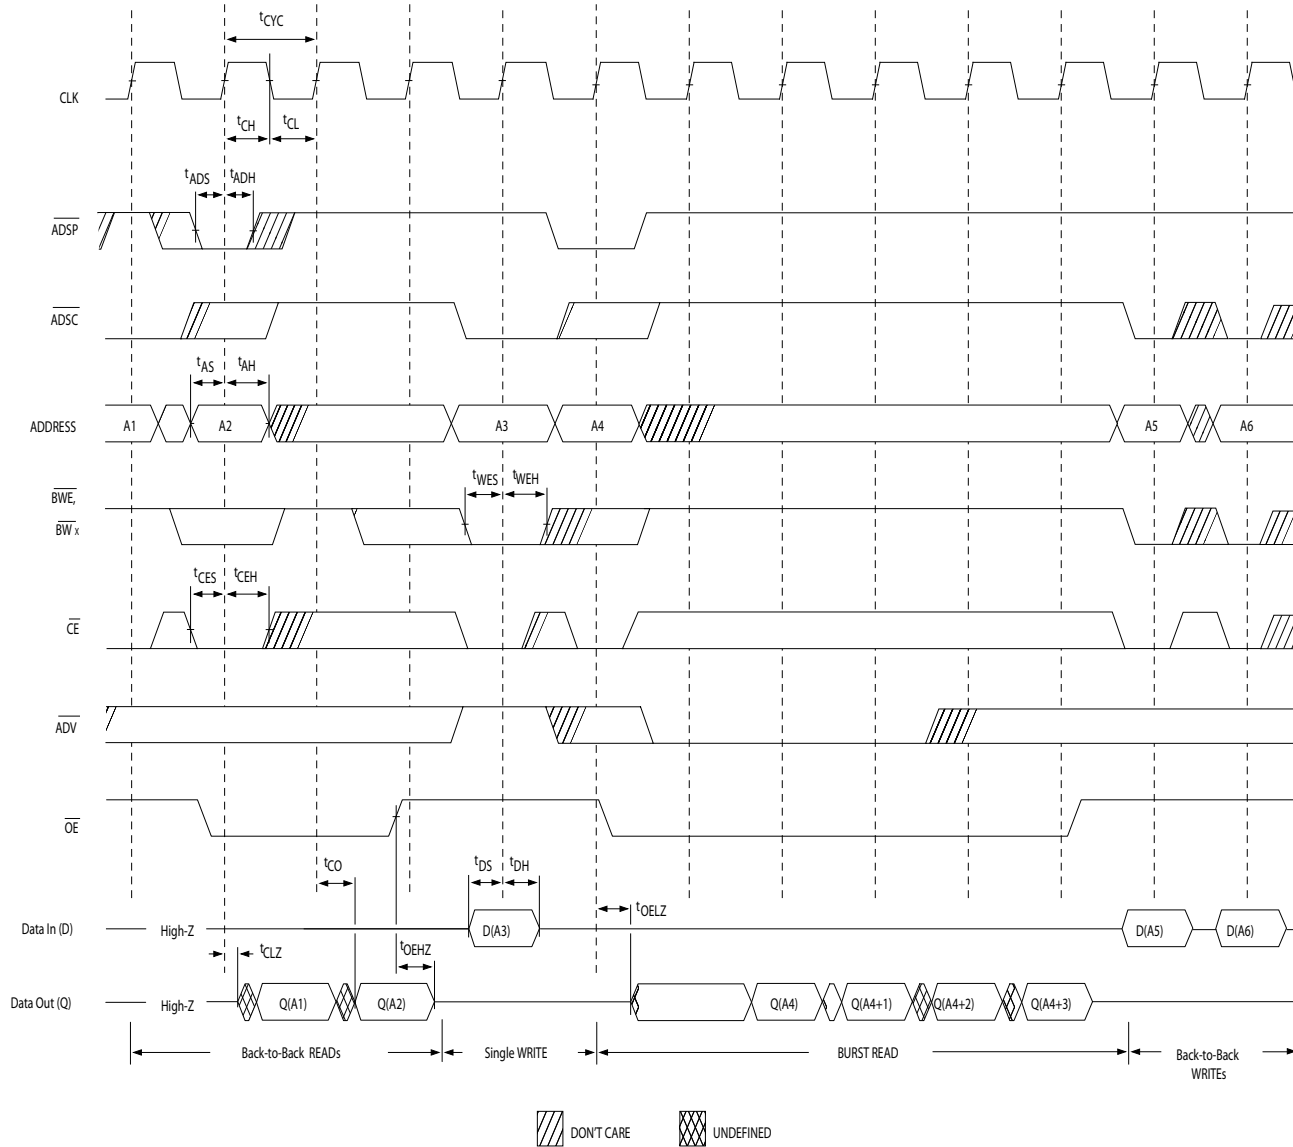 tCYC
CLK
tCH tCL
tADS tADH
ADSP
ADSC
tAS tAH
ADDRESS A1 A2 A3 A4 A5 A6
tWES tWEH
BWE,
BW x
tCES tCEH
CE
ADV
OE
tCO tDS tDH
tOELZ
Data In (D) High-Z D(A3) D(A5) D(A6)
tCLZ tOEHZ
Data Out (Q) High-Z Q(A1) Q(A2) Q(A4) Q(A4+1) Q(A4+2) Q(A4+3)
Back-to-Back READs Single WRITE BURST READ Back-to-Back
WRITEs
DON'T CARE UNDEFINED